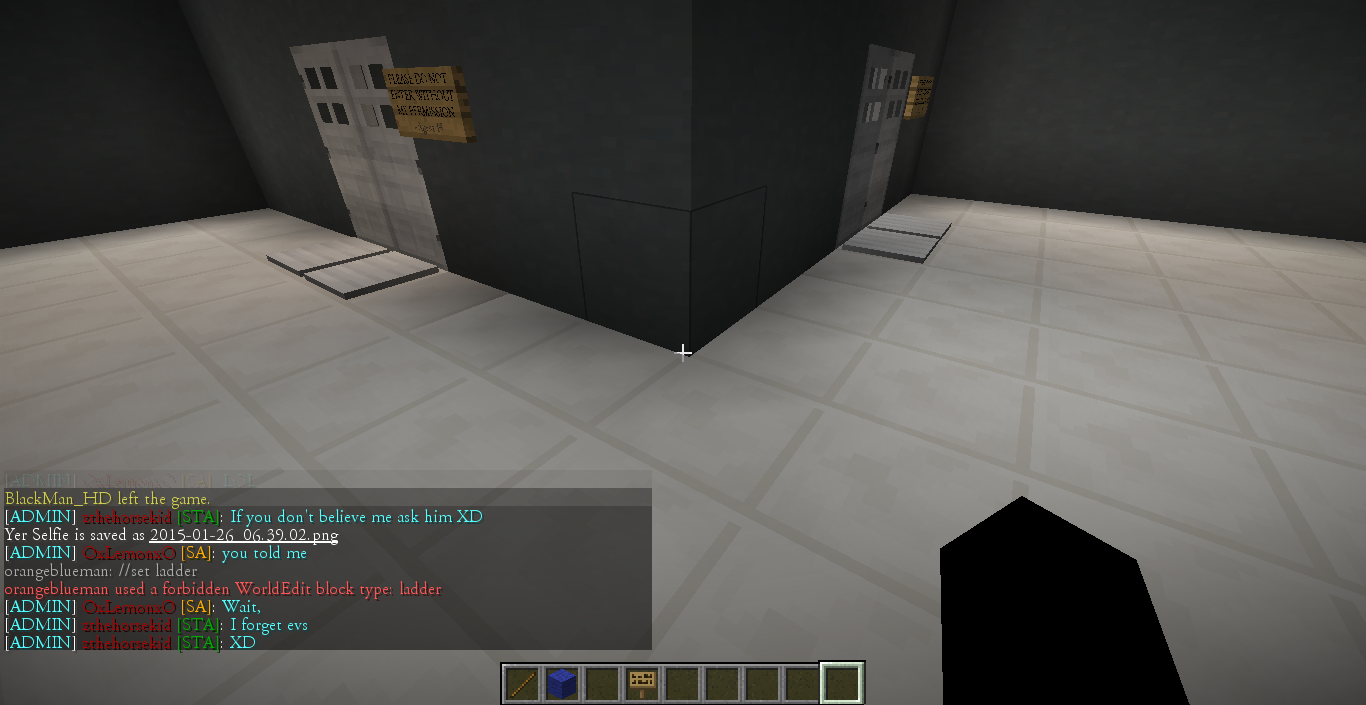 PLEASE DO NOT
ENTER WITHOUT
MY PERMISSION
BlackMan_HD left the game.
[ADMIN] zthehorsekid [STA]: If you don't believe me ask him XD
Yer Selfie is saved as 2015-01-26_06.39.02.png
[ADMIN] OxLemonxO [SA]: you told me
orangeblueman: //set ladder
orangeblueman used a forbidden WorldEdit block type: ladder
[ADMIN] OxLemonxO [SA]: Wait,
[ADMIN] zthehorsekid [STA]: I forget evs
[ADMIN] zthehorsekid [STA]: XD